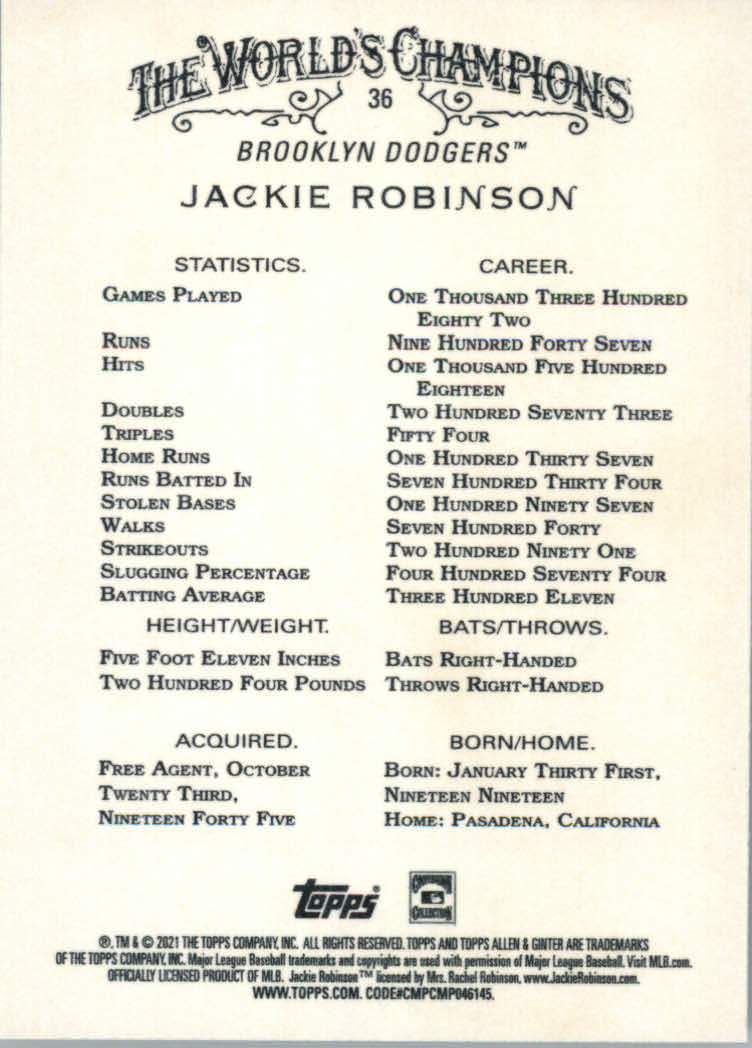 THE WORLD'S CHAMPIONS
36
BROOKLYN DODGERS™
JACKIE ROBINSON
STATISTICS. CAREER.
GAMES PLAYED ONE THOUSAND THREE HUNDRED
EIGHTY TWO
RUNS NINE HUNDRED FORTY SEVEN
HITS ONE THOUSAND FIVE HUNDRED
EIGHTEEN
DOUBLES TWO HUNDRED SEVENTY THREE
TRIPLES FIFTY FOUR
HOME RUNS ONE HUNDRED THIRTY SEVEN
RUNS BATTED IN SEVEN HUNDRED THIRTY FOUR
STOLEN BASES ONE HUNDRED NINETY SEVEN
WALKS SEVEN HUNDRED FORTY
STRIKEOUTS TWO HUNDRED NINETY ONE
SLUGGING PERCENTAGE FOUR HUNDRED SEVENTY FOUR
BATTING AVERAGE THREE HUNDRED ELEVEN
HEIGHT/WEIGHT. BATS/THROWS.
FIVE FOOT ELEVEN INCHES BATS RIGHT-HANDED
TWO HUNDRED FOUR POUNDS THROWS RIGHT-HANDED
ACQUIRED. BORN/HOME.
FREE AGENT, OCTOBER BORN: JANUARY THIRTY FIRST,
TWENTY THIRD, NINETEEN NINETEEN
NINETEEN FORTY FIVE HOME: PASADENA, CALIFORNIA
Topps®
COOPERSTOWN
COLLECTION
®, TM & © 2021 THE TOPPS COMPANY, INC. ALL RIGHTS RESERVED. TOPPS AND TOPPS ALLEN & GINTER ARE TRADEMARKS
OF THE TOPPS COMPANY, INC. Major League Baseball trademarks and copyrights are used with permission of Major League Baseball. Visit MLB.com.
OFFICIALLY LICENSED PRODUCT OF MLB. Jackie Robinson™ licensed by Mrs. Rachel Robinson, www.JackieRobinson.com.
WWW.TOPPS.COM. CODE#CMPCMP046145.